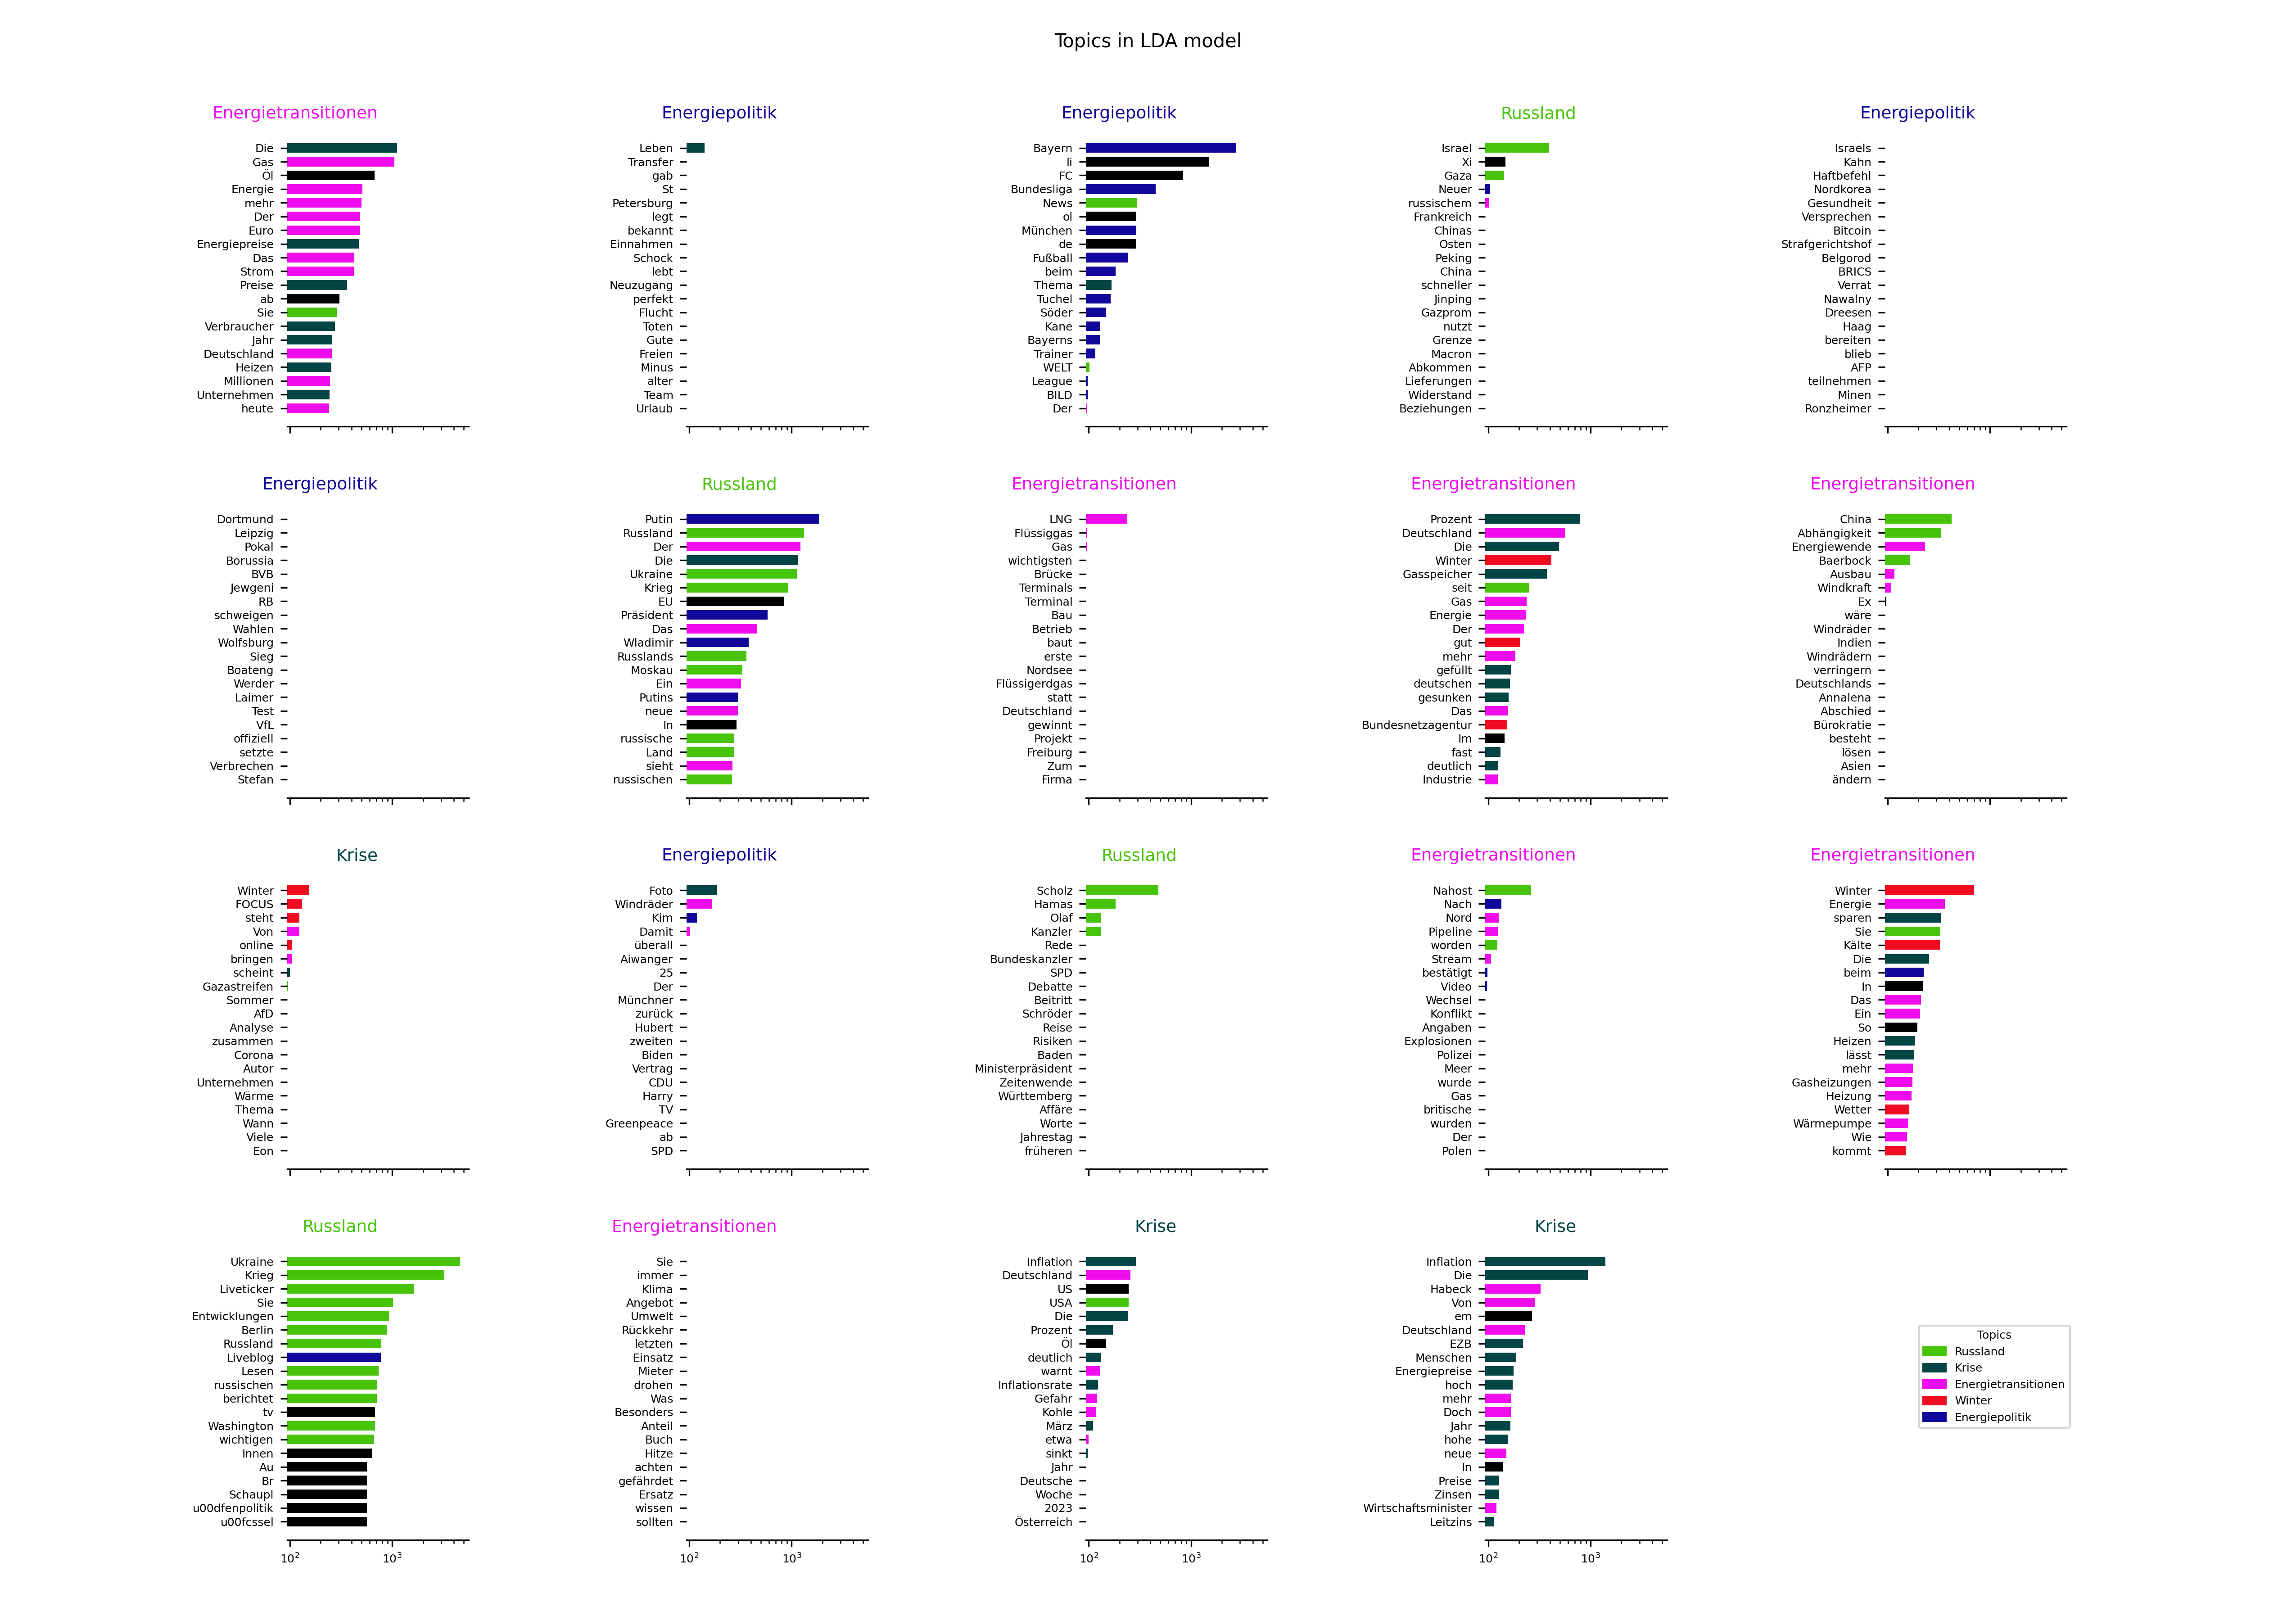 Topics in LDA model
Energietransitionen
Die
Gas
Öl
Energie
mehr
Der
Euro
Energiepreise
Das
Strom
Preise
ab
Sie
Verbraucher
Jahr
Deutschland
Heizen
Millionen
Unternehmen
heute
Energiepolitik
Leben
Transfer
gab
St
Petersburg
legt
bekannt
Einnahmen
Schock
lebt
Neuzugang
perfekt
Flucht
Toten
Gute
Freien
Minus
alter
Team
Urlaub
Energiepolitik
Bayern
li
FC
Bundesliga
News
ol
München
de
Fußball
beim
Thema
Tuchel
Söder
Kane
Bayerns
Trainer
WELT
League
BILD
Der
Russland
Israel
Xi
Gaza
Neuer
russischem
Frankreich
Chinas
Osten
Peking
China
schneller
Jinping
Gazprom
nutzt
Grenze
Macron
Abkommen
Lieferungen
Widerstand
Beziehungen
Energiepolitik
Israels
Kahn
Haftbefehl
Nordkorea
Gesundheit
Versprechen
Bitcoin
Strafgerichtshof
Belgorod
BRICS
Verrat
Nawalny
Dreesen
Haag
bereiten
blieb
AFP
teilnehmen
Minen
Ronzheimer
Energiepolitik
Dortmund
Leipzig
Pokal
Borussia
BVB
Jewgeni
RB
schweigen
Wahlen
Wolfsburg
Sieg
Boateng
Werder
Laimer
Test
VfL
offiziell
setzte
Verbrechen
Stefan
Russland
Putin
Russland
Der
Die
Ukraine
Krieg
EU
Präsident
Das
Wladimir
Russlands
Moskau
Ein
Putins
neue
In
russische
Land
sieht
russischen
Energietransitionen
LNG
Flüssiggas
Gas
wichtigsten
Brücke
Terminals
Terminal
Bau
Betrieb
baut
erste
Nordsee
Flüssigerdgas
statt
Deutschland
gewinnt
Projekt
Freiburg
Zum
Firma
Energietransitionen
Prozent
Deutschland
Die
Winter
Gasspeicher
seit
Gas
Energie
Der
gut
mehr
gefüllt
deutschen
gesunken
Das
Bundesnetzagentur
Im
fast
deutlich
Industrie
Energietransitionen
China
Abhängigkeit
Energiewende
Baerbock
Ausbau
Windkraft
Ex
wäre
Windräder
Indien
Windrädern
verringern
Deutschlands
Annalena
Abschied
Bürokratie
besteht
lösen
Asien
ändern
Krise
Winter
FOCUS
steht
Von
online
bringen
scheint
Gazastreifen
Sommer
AfD
Analyse
zusammen
Corona
Autor
Unternehmen
Wärme
Thema
Wann
Viele
Eon
Energiepolitik
Foto
Windräder
Kim
Damit
überall
Aiwanger
25
Der
Münchner
zurück
Hubert
zweiten
Biden
Vertrag
CDU
Harry
TV
Greenpeace
ab
SPD
Russland
Scholz
Hamas
Olaf
Kanzler
Rede
Bundeskanzler
SPD
Debatte
Beitritt
Schröder
Reise
Risiken
Baden
Ministerpräsident
Zeitenwende
Württemberg
Affäre
Worte
Jahrestag
früheren
Energietransitionen
Nahost
Nach
Nord
Pipeline
worden
Stream
bestätigt
Video
Wechsel
Konflikt
Angaben
Explosionen
Polizei
Meer
wurde
Gas
britische
wurden
Der
Polen
Energietransitionen
Winter
Energie
sparen
Sie
Kälte
Die
beim
In
Das
Ein
So
Heizen
lässt
mehr
Gasheizungen
Heizung
Wetter
Wärmepumpe
Wie
kommt
Russland
Ukraine
Krieg
Liveticker
Sie
Entwicklungen
Berlin
Russland
Liveblog
Lesen
russischen
berichtet
tv
Washington
wichtigen
Innen
Au
Br
Schaupl
u00dfenpolitik
u00fcssel
10² 10³
Energietransitionen
Sie
immer
Klima
Angebot
Umwelt
Rückkehr
letzten
Einsatz
Mieter
drohen
Was
Besonders
Anteil
Buch
Hitze
achten
gefährdet
Ersatz
wissen
sollten
10² 10³
Krise
Inflation
Deutschland
US
USA
Die
Prozent
Öl
deutlich
warnt
Inflationsrate
Gefahr
Kohle
März
etwa
sinkt
Jahr
Deutsche
Woche
2023
Österreich
10² 10³
Krise
Inflation
Die
Habeck
Von
em
Deutschland
EZB
Menschen
Energiepreise
hoch
mehr
Doch
Jahr
hohe
neue
In
Preise
Zinsen
Wirtschaftsminister
Leitzins
10² 10³
Topics
Russland
Krise
Energietransitionen
Winter
Energiepolitik